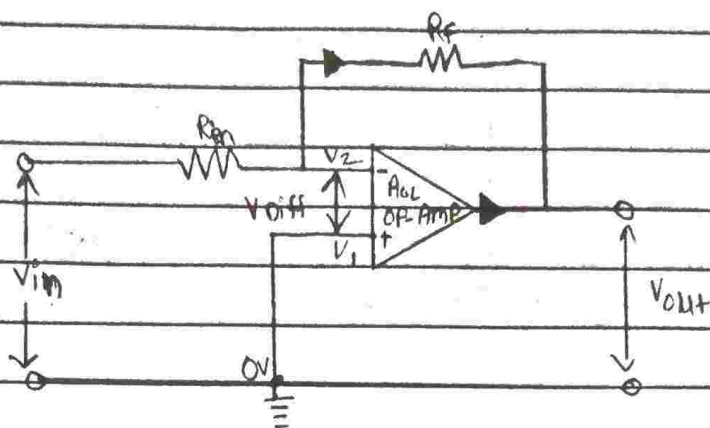 RF
Rin
V2
-
AOL
VDiff
OP-AMP
+
V1
Vin
Vout
0V